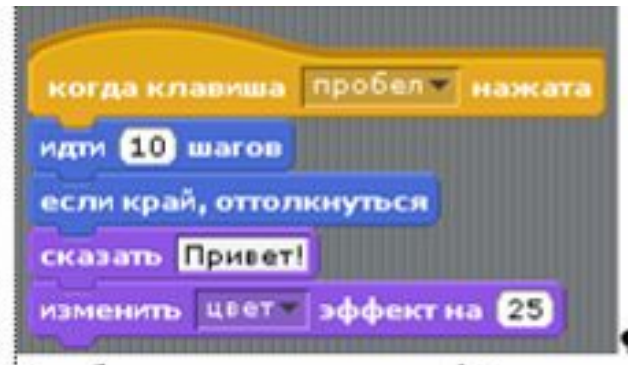 когда клавиша пробел нажата
идти 10 шагов
если край, оттолкнуться
сказать Привет!
изменить цвет эффект на 25